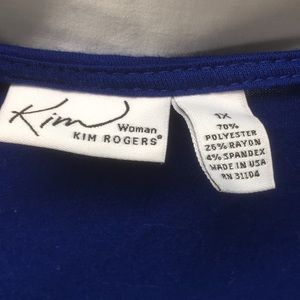 Kim
Woman
KIM ROGERS®
1X
70%
POLYESTER
26% RAYON
4% SPANDEX
MADE IN USA
RN 31104